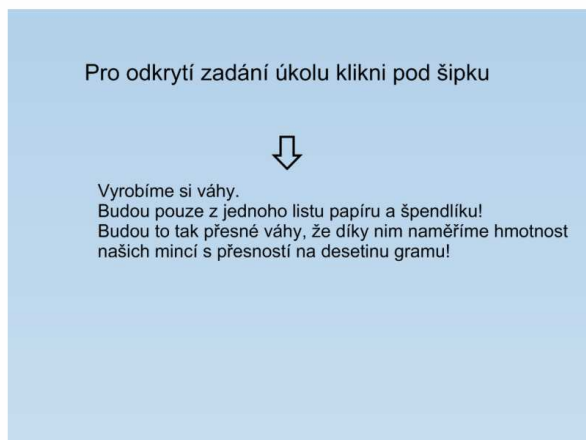 Pro odkrytí zadání úkolu klikni pod šipku
Vyrobíme si váhy.
Budou pouze z jednoho listu papíru a špendlíku!
Budou to tak přesné váhy, že díky nim naměříme hmotnost
našich mincí s přesností na desetinu gramu!